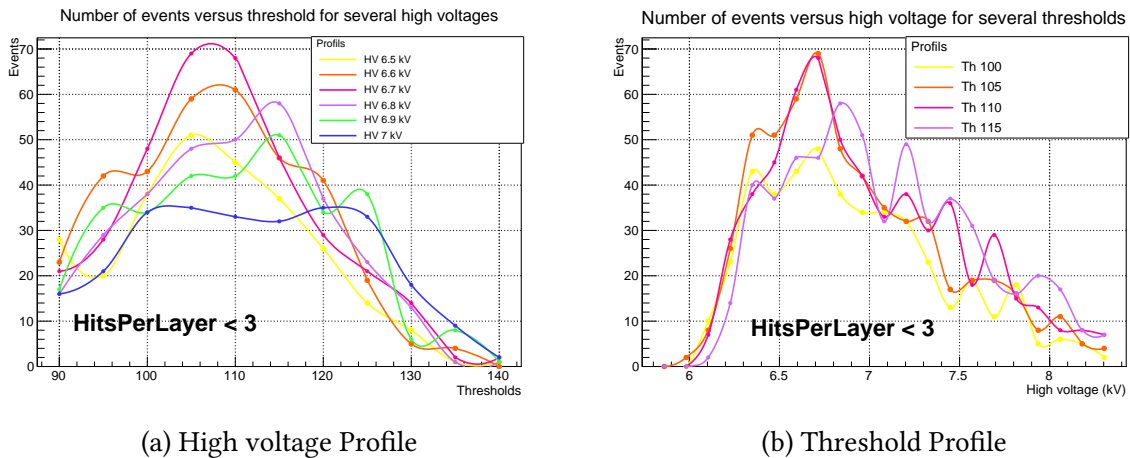 Number of events versus threshold for several high voltages
Events
70
60
50
40
30
20
10
0
90
100
110
120
130
140
Thresholds
Profils
HV 6.5 kV
HV 6.6 kV
HV 6.7 kV
HV 6.8 kV
HV 6.9 kV
HV 7 kV
HitsPerLayer < 3
(a) High voltage Profile
Number of events versus high voltage for several thresholds
Events
70
60
50
40
30
20
10
0
6
6.5
7
7.5
8
High voltage (kV)
Profils
Th 100
Th 105
Th 110
Th 115
HitsPerLayer < 3
(b) Threshold Profile